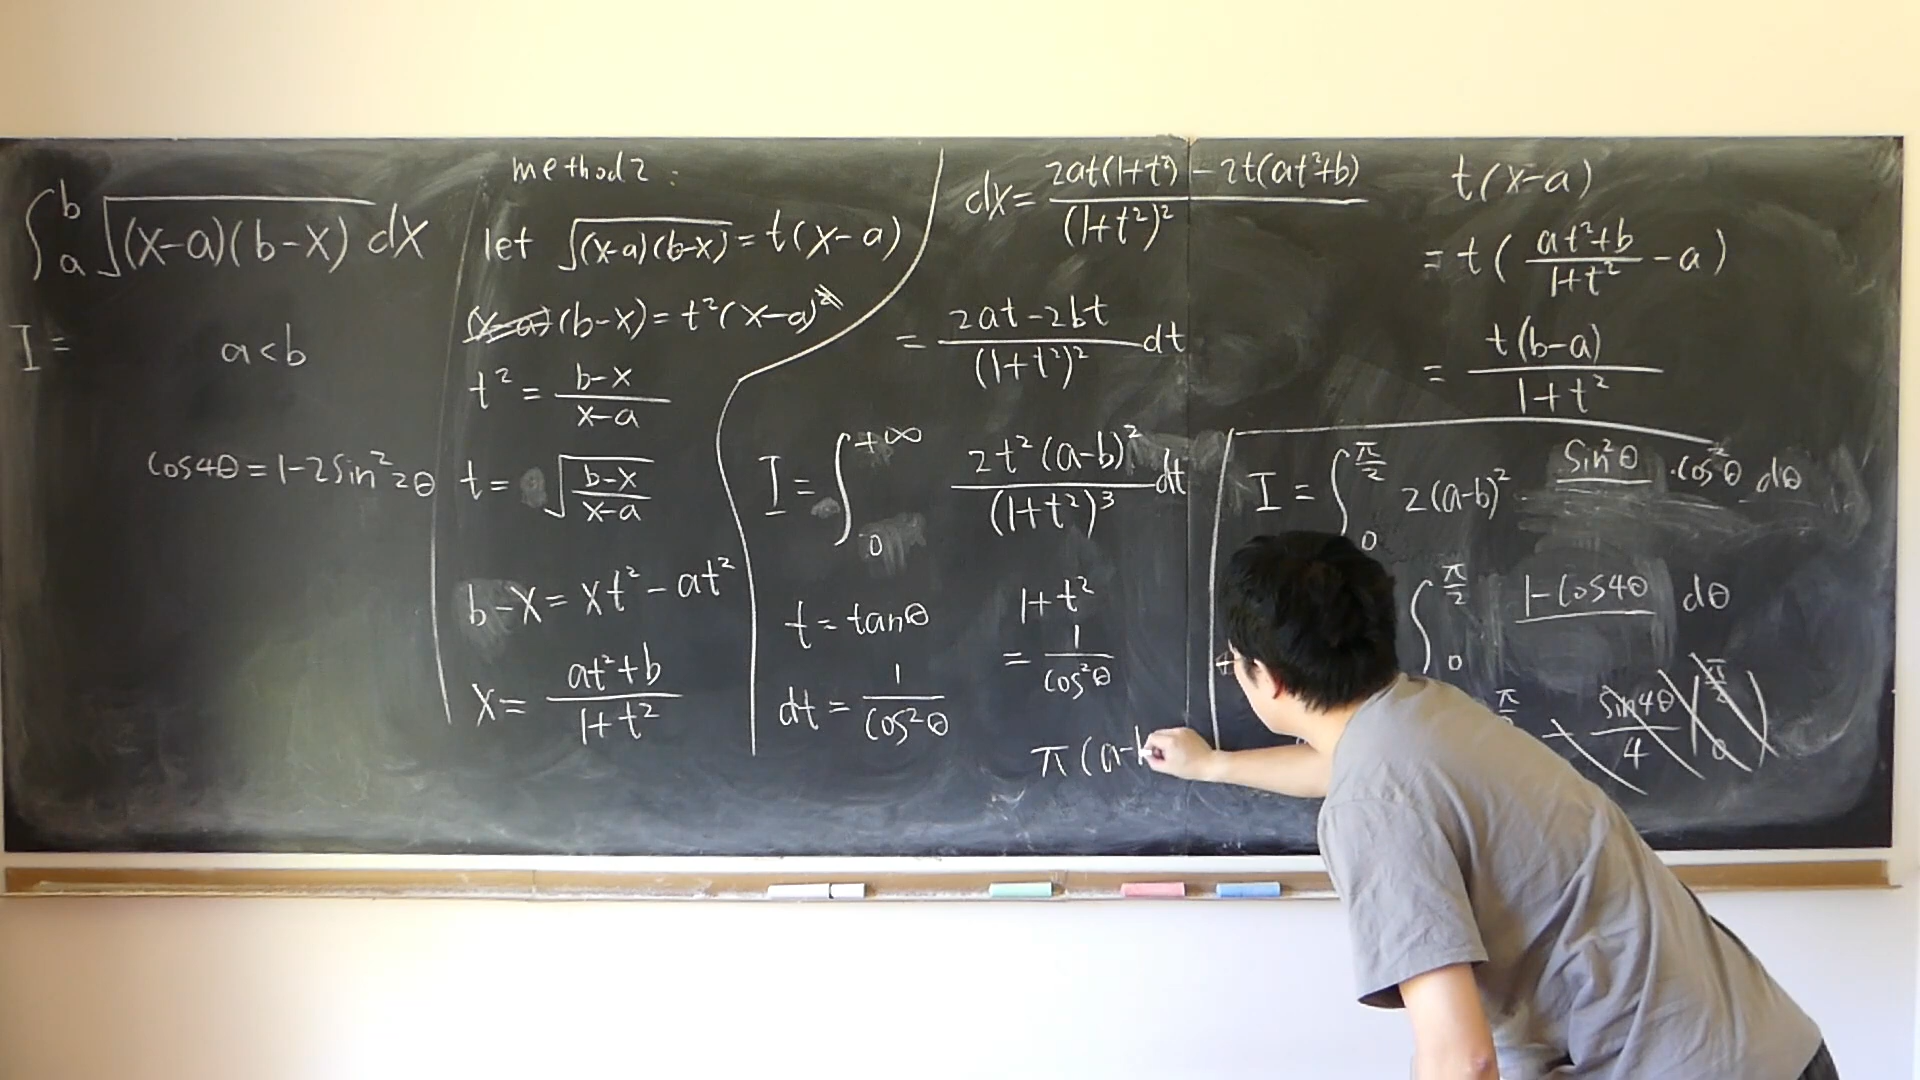 ∫_a^b √((x-a)(b-x)) dx
I =
a<b
cos4θ = 1-2sin²2θ
method 2 :
let √((x-a)(b-x)) = t(x-a)
(x-a)(b-x) = t²(x-a)²
t² = (b-x)/(x-a)
t = √((b-x)/(x-a))
b-x = xt² - at²
x = (at²+b)/(1+t²)
dx = (2at(1+t²) - 2t(at²+b))/(1+t²)²
= (2at-2bt)/(1+t²)² dt
I = ∫_0^{+∞} (2t²(a-b)²)/(1+t²)³ dt
t = tanθ
dt = 1/cos²θ
1+t²
= 1/cos²θ
π(a-b
t(x-a)
= t((at²+b)/(1+t²) - a)
= t(b-a)/(1+t²)
I = ∫_0^{π/2} 2(a-b)² sin²θ · cos²θ dθ
∫_0^{π/2} 1-cos4θ dθ
π/2 - sin4θ/4 | π/2 0 )